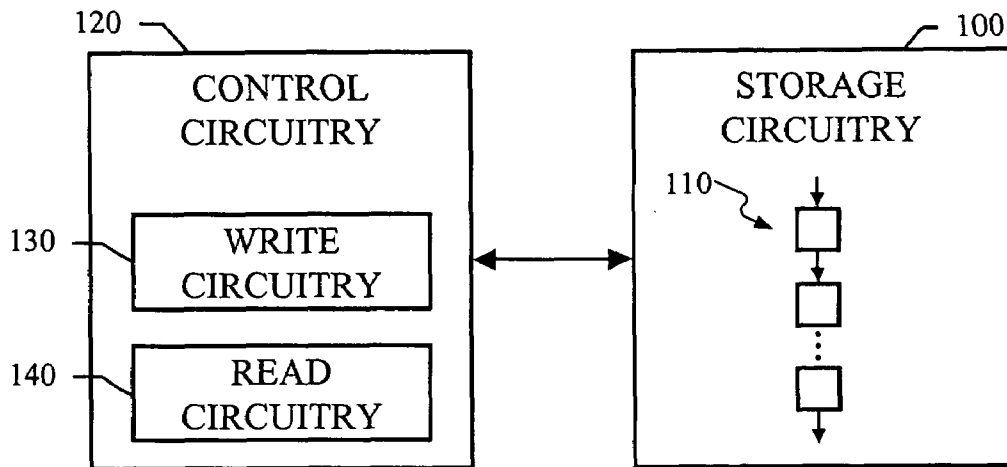 120
100
CONTROL
CIRCUITRY
STORAGE
CIRCUITRY
110
130
WRITE
CIRCUITRY
140
READ
CIRCUITRY